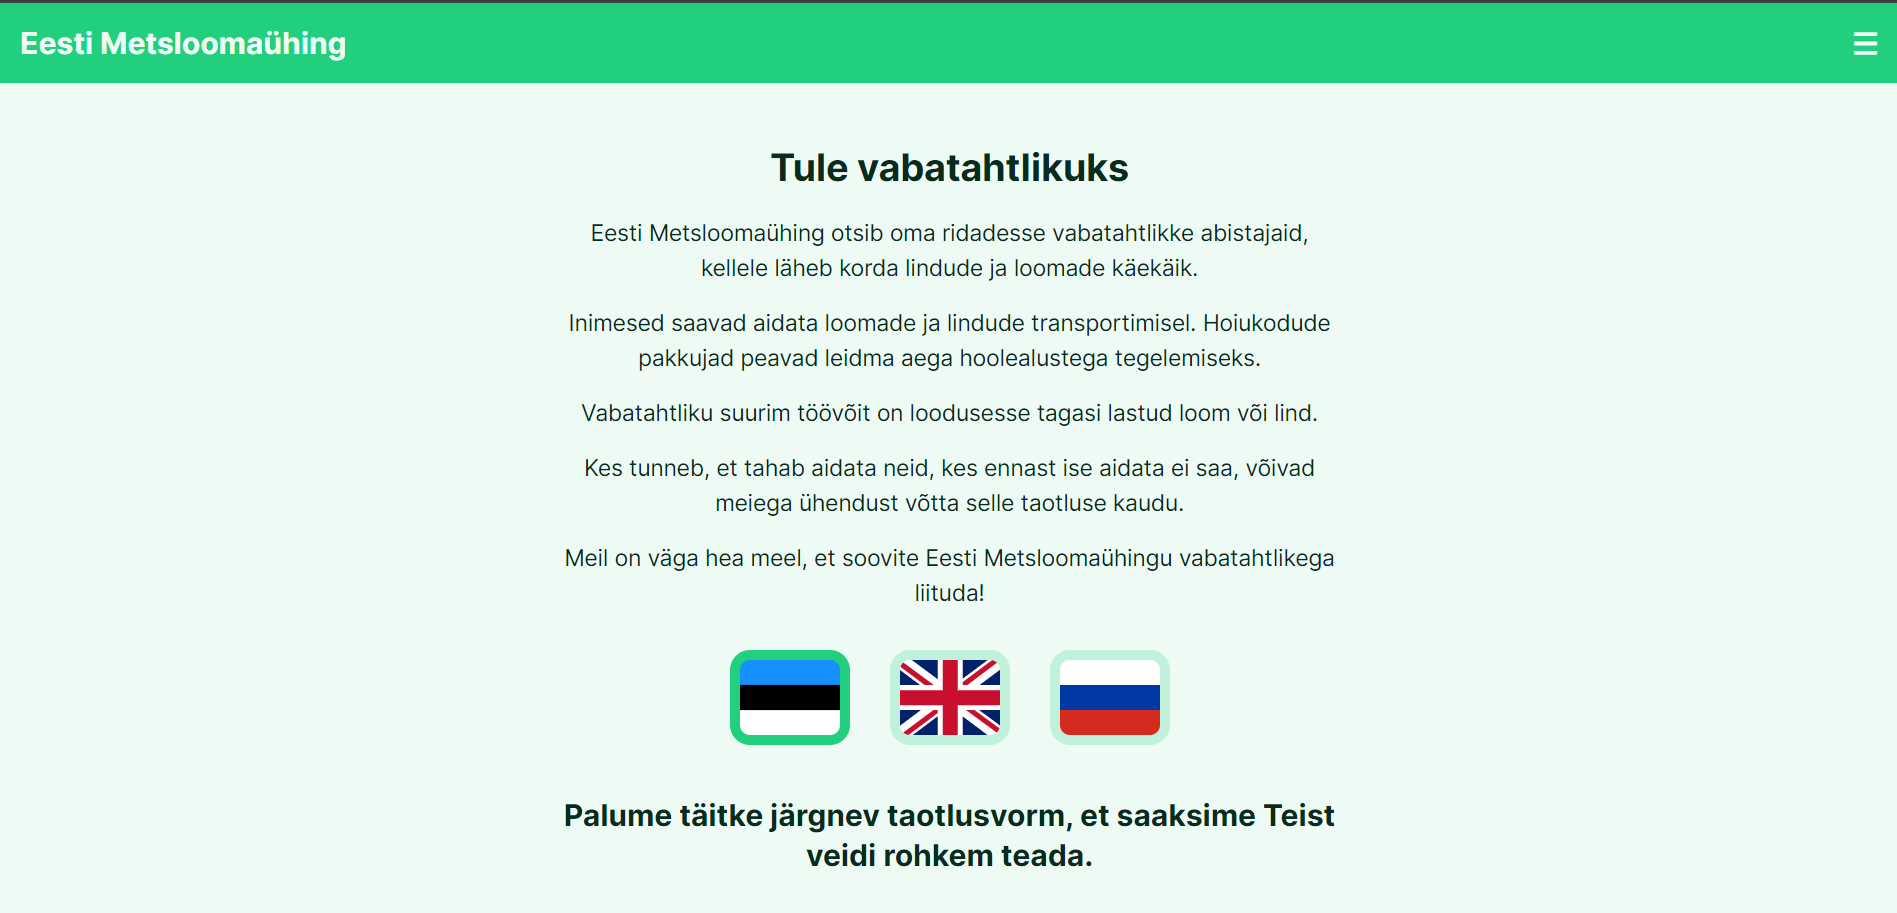 Eesti Metsloomaühing
Tule vabatahtlikuks
Eesti Metsloomaühing otsib oma ridadesse vabatahtlikke abistajaid,
kellele läheb korda lindude ja loomade käekäik.
Inimesed saavad aidata loomade ja lindude transportimisel. Hoiukodude
pakkujad peavad leidma aega hoolealustega tegelemiseks.
Vabatahtliku suurim töövõit on loodusesse tagasi lastud loom või lind.
Kes tunneb, et tahab aidata neid, kes ennast ise aidata ei saa, võivad
meiega ühendust võtta selle taotluse kaudu.
Meil on väga hea meel, et soovite Eesti Metsloomaühingu vabatahtlikega
liituda!
Palume täitke järgnev taotlusvorm, et saaksime Teist
veidi rohkem teada.